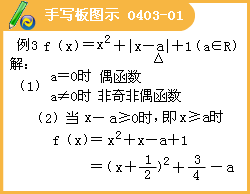 手写板图示 0403-01
例3 f (x)=x²+|x-a|+1(a∈R)
△
解:
(1) a=0时 偶函数
a≠0时 非奇非偶函数
(2) 当 x-a≥0时,即x≥a时
f (x)=x²+x-a+1
=(x+1/2)²+3/4-a